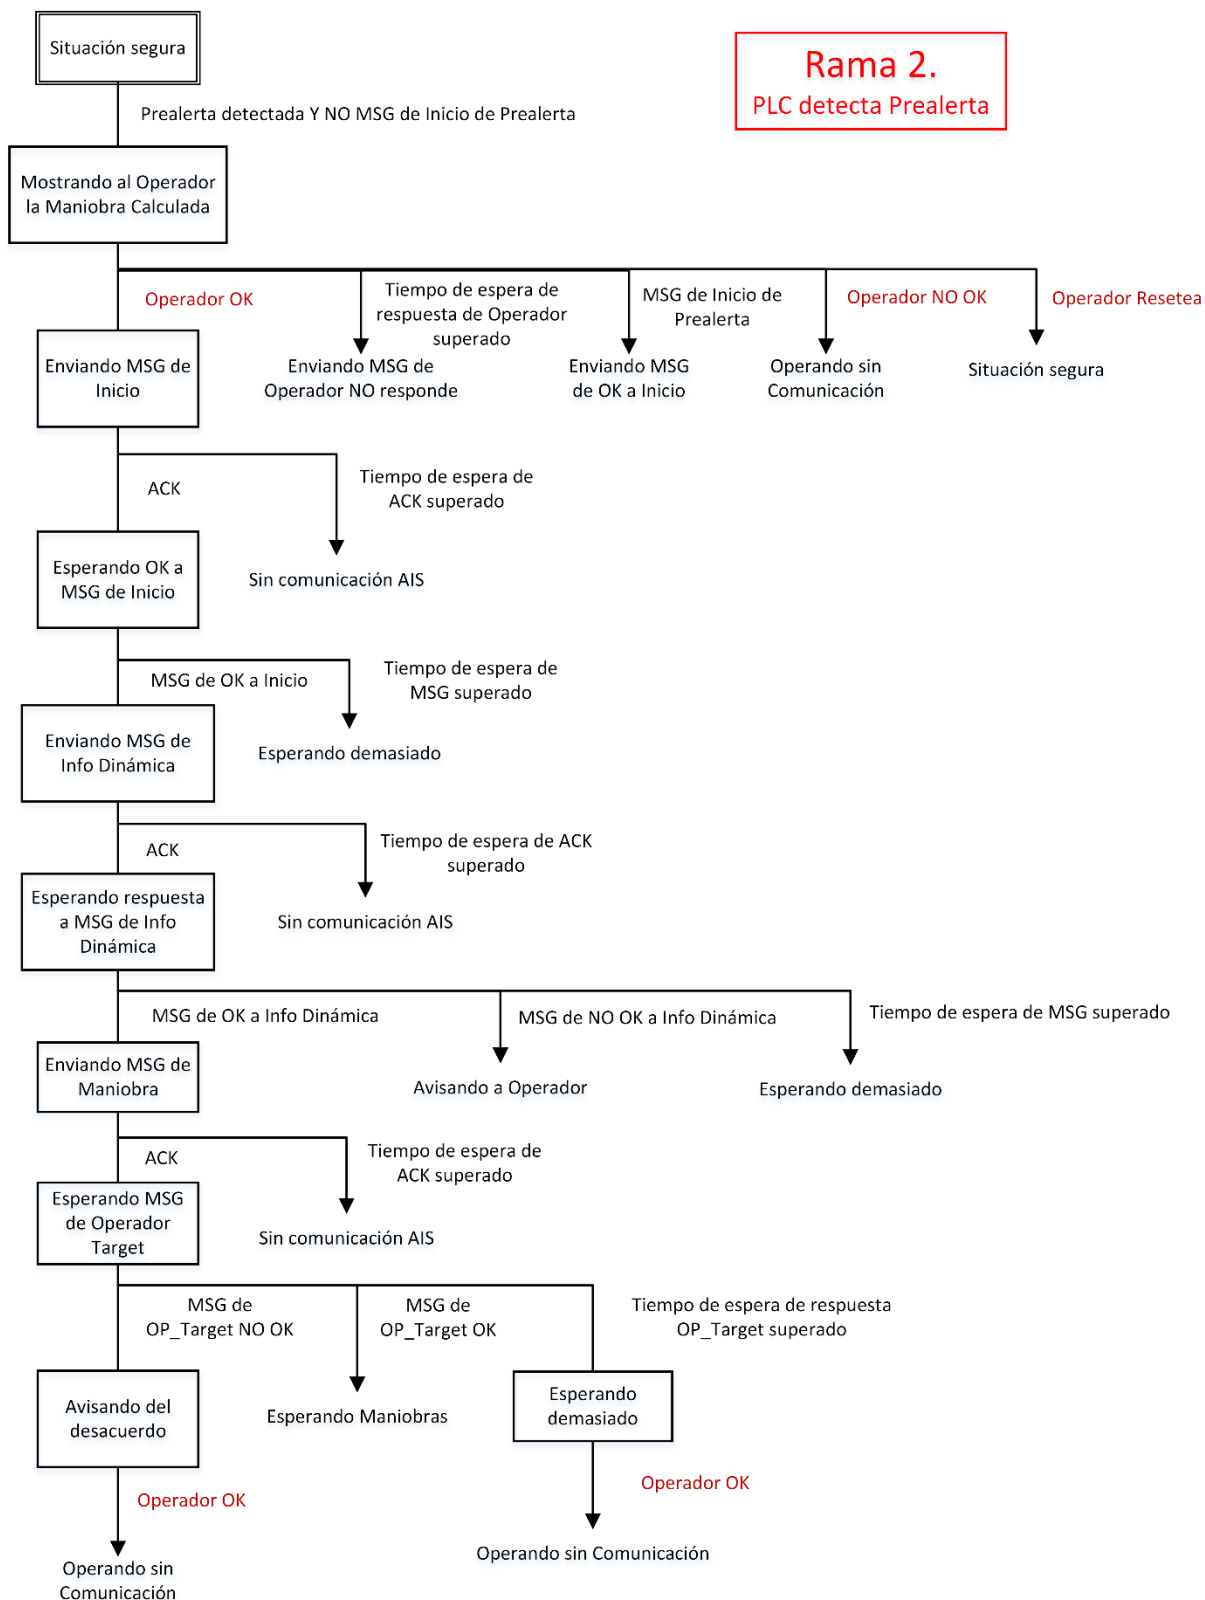 Situación segura
Rama 2.
PLC detecta Prealerta
Prealerta detectada Y NO MSG de Inicio de Prealerta
Mostrando al Operador
la Maniobra Calculada
Operador OK
Tiempo de espera de
respuesta de Operador
superado
MSG de Inicio de
Prealerta
Operador NO OK
Operador Resetea
Enviando MSG de
Inicio
Enviando MSG de
Operador NO responde
Enviando MSG
de OK a Inicio
Operando sin
Comunicación
Situación segura
ACK
Tiempo de espera de
ACK superado
Esperando OK a
MSG de Inicio
Sin comunicación AIS
MSG de OK a Inicio
Tiempo de espera de
MSG superado
Enviando MSG de
Info Dinámica
Esperando demasiado
ACK
Tiempo de espera de ACK
superado
Esperando respuesta
a MSG de Info
Dinámica
Sin comunicación AIS
MSG de OK a Info Dinámica
MSG de NO OK a Info Dinámica
Tiempo de espera de MSG superado
Enviando MSG de
Maniobra
Avisando a Operador
Esperando demasiado
ACK
Tiempo de espera de
ACK superado
Esperando MSG
de Operador
Target
Sin comunicación AIS
MSG de
OP_Target NO OK
MSG de
OP_Target OK
Tiempo de espera de respuesta
OP_Target superado
Avisando del
desacuerdo
Esperando Maniobras
Esperando
demasiado
Operador OK
Operador OK
Operando sin
Comunicación
Operando sin Comunicación